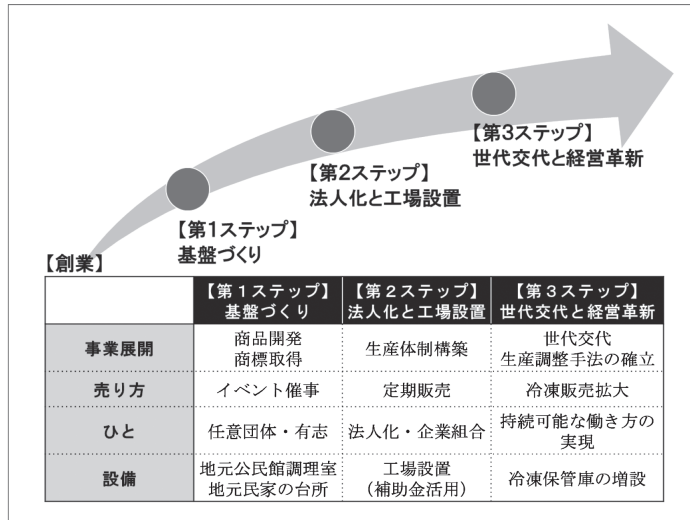 【第3ステップ】
世代交代と経営革新
【第2ステップ】
法人化と工場設置
【第1ステップ】
基盤づくり
【創業】
【第1ステップ】
基盤づくり
【第2ステップ】
法人化と工場設置
【第3ステップ】
世代交代と経営革新
事業展開
商品開発
商標取得
生産体制構築
世代交代
生産調整手法の確立
売り方
イベント催事
定期販売
冷凍販売拡大
ひと
任意団体・有志
法人化・企業組合
持続可能な働き方の
実現
設備
地元公民館調理室
地元民家の台所
工場設置
（補助金活用）
冷凍保管庫の増設